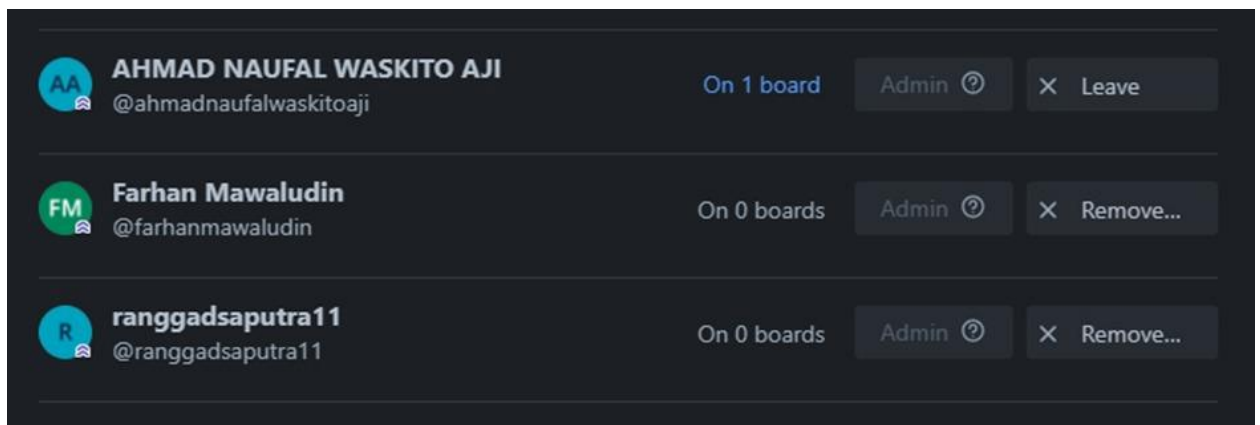 AA
AHMAD NAUFAL WASKITO AJI
@ahmadnaufalwaskitoaji
On 1 board
Admin ?
× Leave
FM
Farhan Mawaludin
@farhanmawaludin
On 0 boards
Admin ?
× Remove...
R
ranggadsaputra11
@ranggadsaputra11
On 0 boards
Admin ?
× Remove...